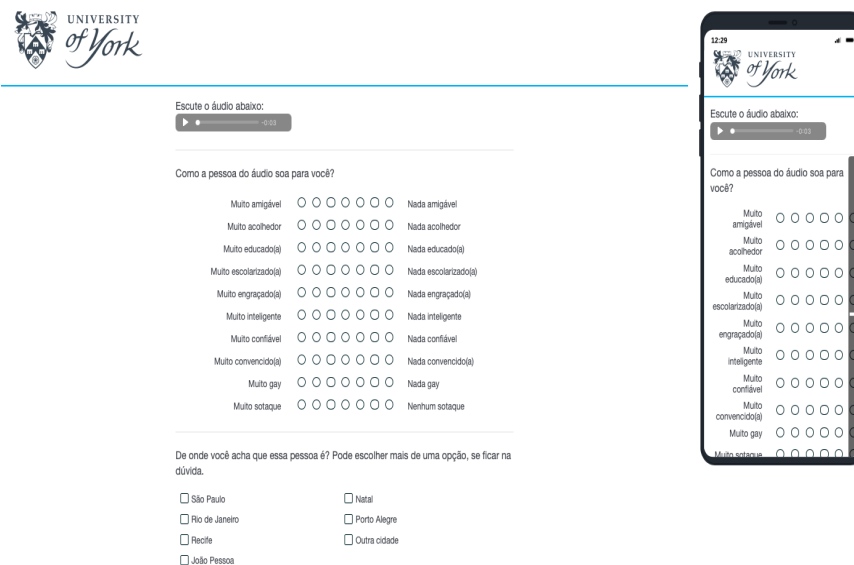 UNIVERSITY
of York
Escute o áudio abaixo:
-0:03
Como a pessoa do áudio soa para você?
Muito amigável Nada amigável
Muito acolhedor Nada acolhedor
Muito educado(a) Nada educado(a)
Muito escolarizado(a) Nada escolarizado(a)
Muito engraçado(a) Nada engraçado(a)
Muito inteligente Nada inteligente
Muito confiável Nada confiável
Muito convencido(a) Nada convencido(a)
Muito gay Nada gay
Muito sotaque Nenhum sotaque
De onde você acha que essa pessoa é? Pode escolher mais de uma opção, se ficar na
dúvida.
São Paulo Natal
Rio de Janeiro Porto Alegre
Recife Outra cidade
João Pessoa
12:29
UNIVERSITY
of York
Escute o áudio abaixo:
-0:03
Como a pessoa do áudio soa para
você?
Muito
amigável
Muito
acolhedor
Muito
educado(a)
Muito
escolarizado(a)
Muito
engraçado(a)
Muito
inteligente
Muito
confiável
Muito
convencido(a)
Muito gay
Muito sotaque